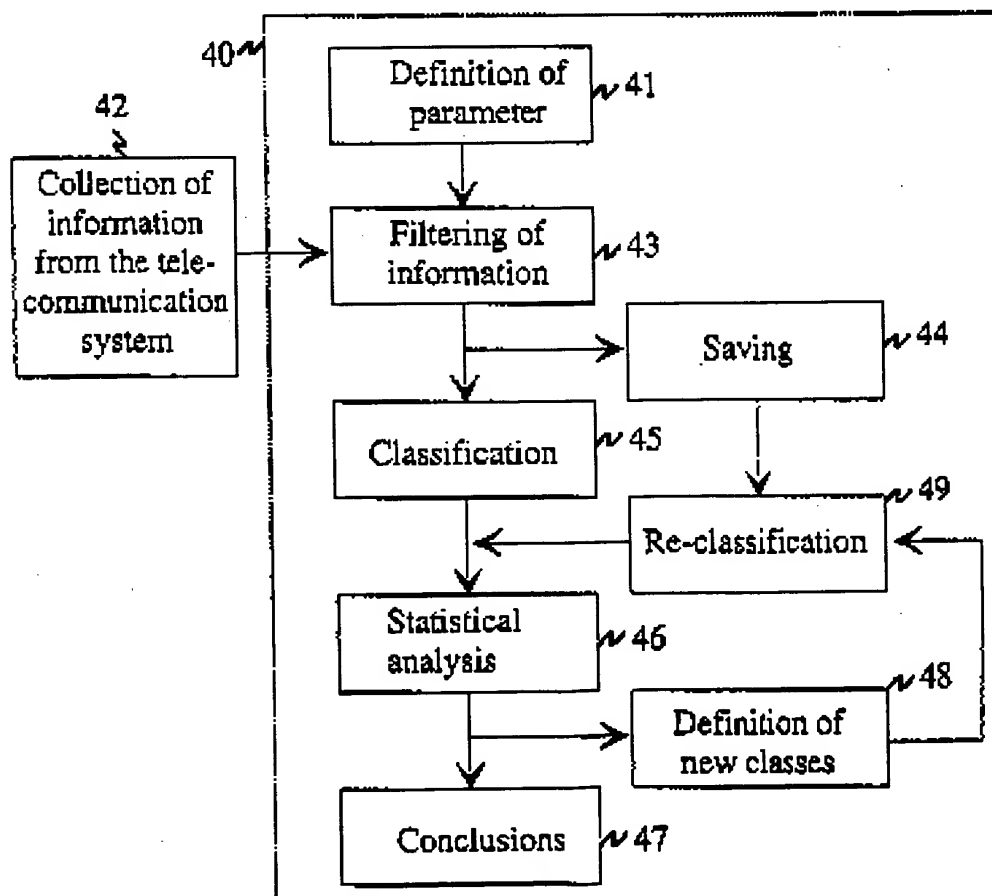 40
Definition of
parameter
41
42
Collection of
information
from the tele-
communication
system
Filtering of
information
43
Saving
44
Classification
45
Re-classification
49
Statistical
analysis
46
Definition of
new classes
48
Conclusions
47